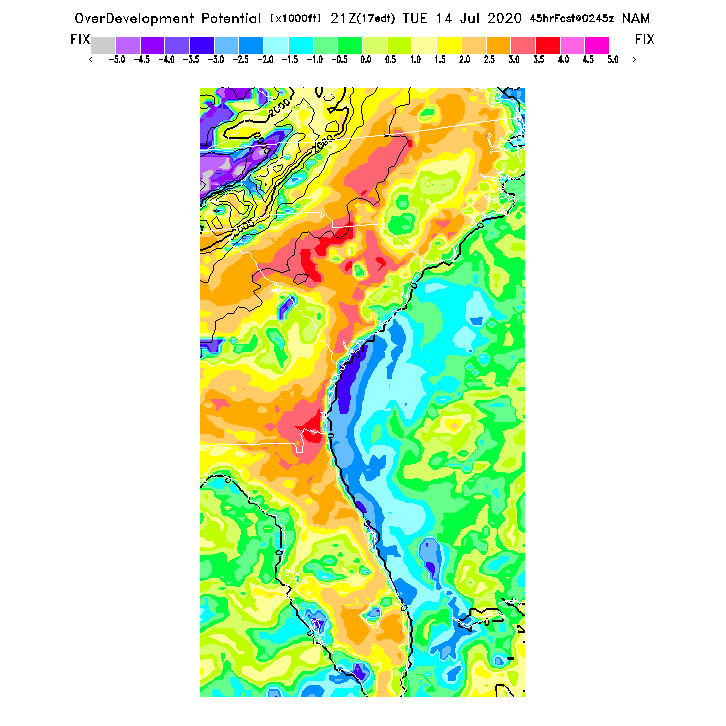 OverDevelopment Potential [x1000ft] 21Z(17edt) TUE 14 Jul 2020 45hrFcst@0245z NAM
FIX FIX
< -5.0 -4.5 -4.0 -3.5 -3.0 -2.5 -2.0 -1.5 -1.0 -0.5 0.0 0.5 1.0 1.5 2.0 2.5 3.0 3.5 4.0 4.5 5.0 >
2000